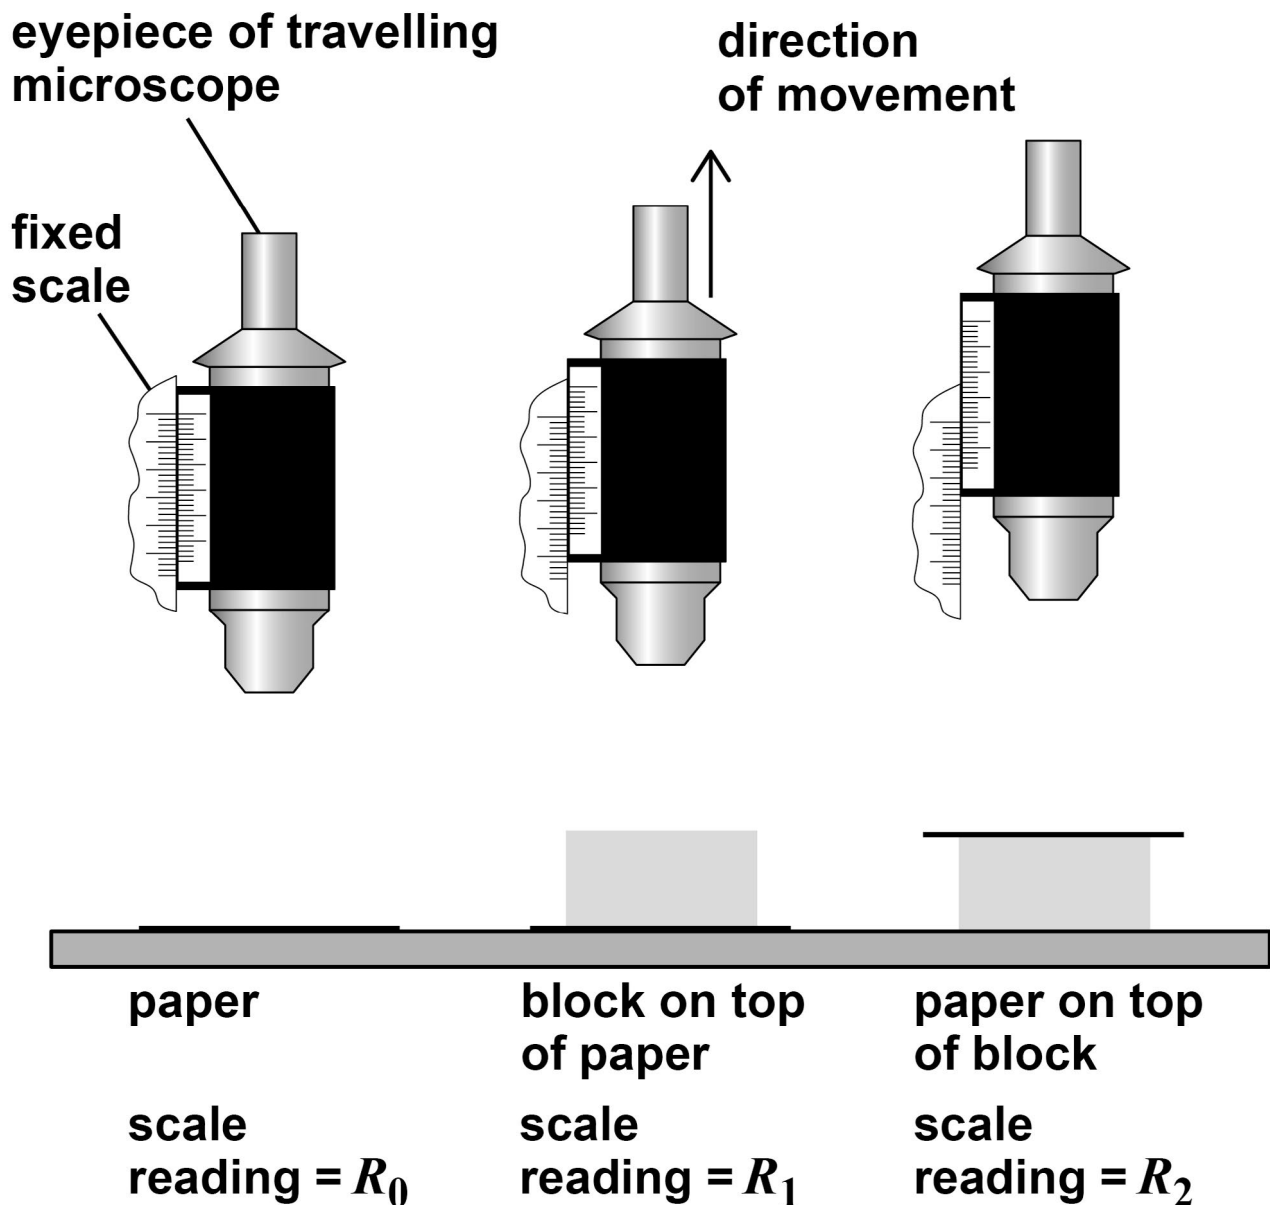 eyepiece of travelling
microscope
direction
of movement
fixed
scale
paper
block on top
of paper
paper on top
of block
scale
reading = R0
scale
reading = R1
scale
reading = R2